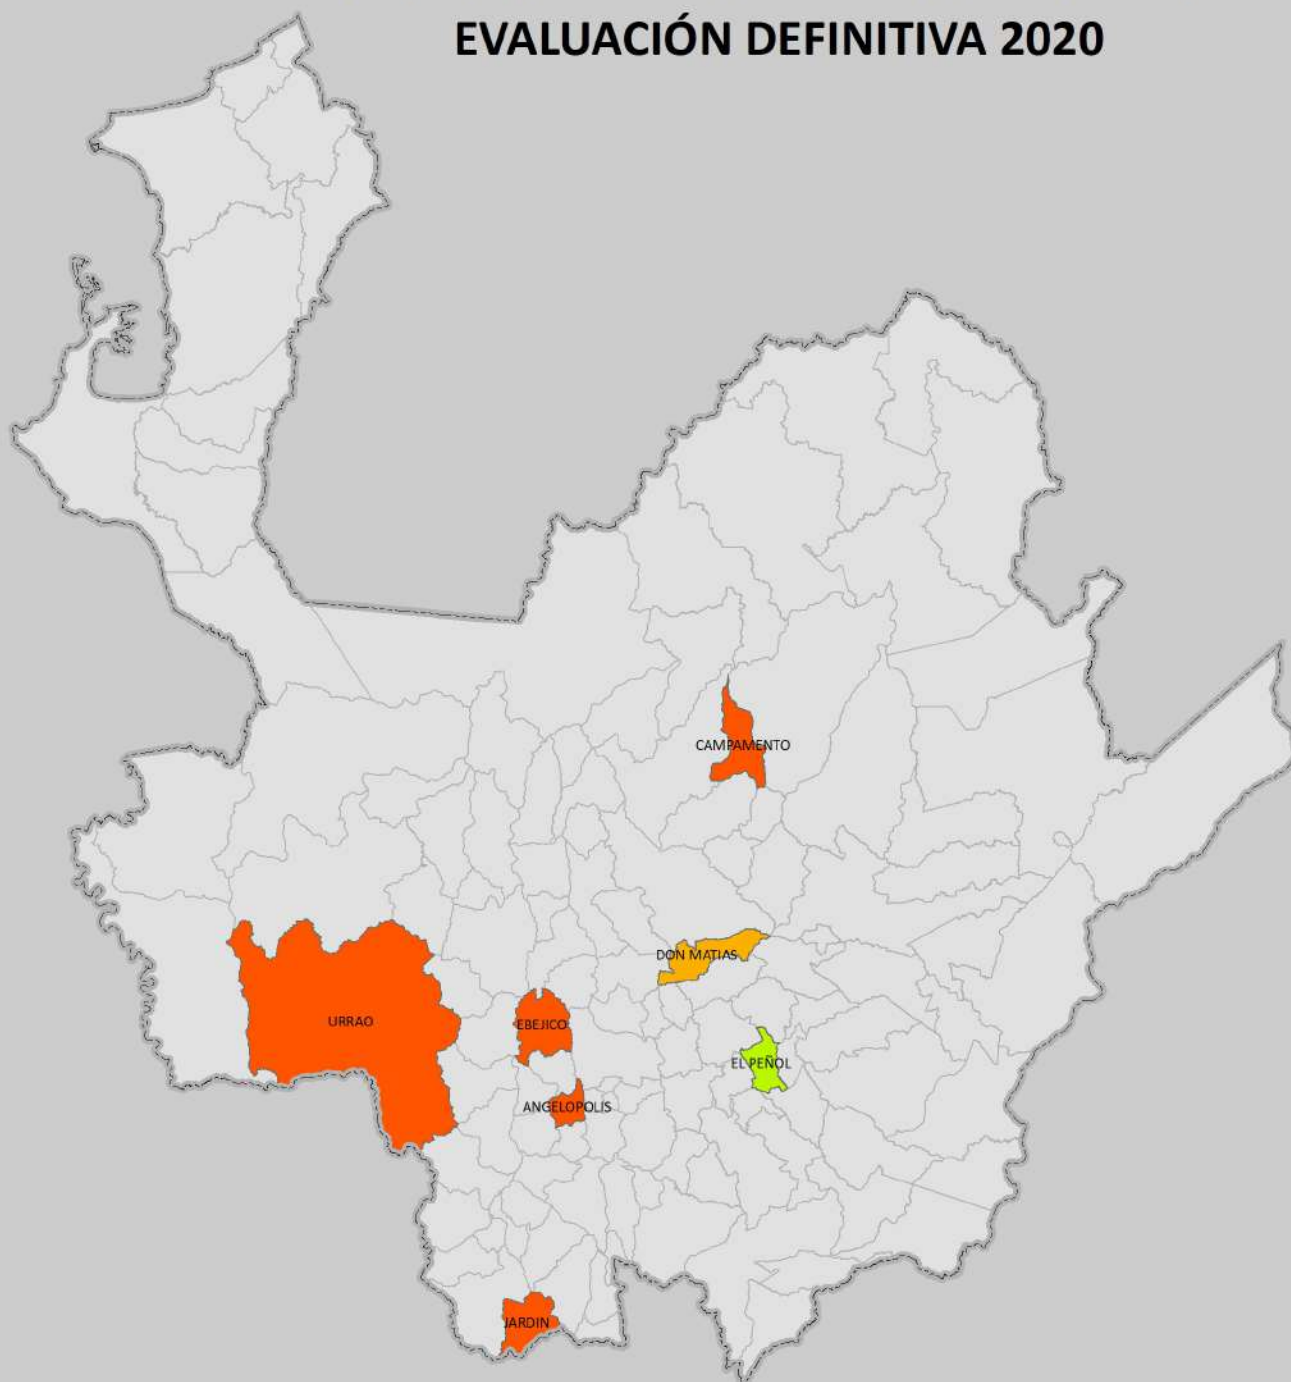 EVALUACIÓN DEFINITIVA 2020
CAMPAMENTO
DON MATIAS
URRAO
EBEJICO
EL PEÑOL
ANGELOPOLIS
JARDIN